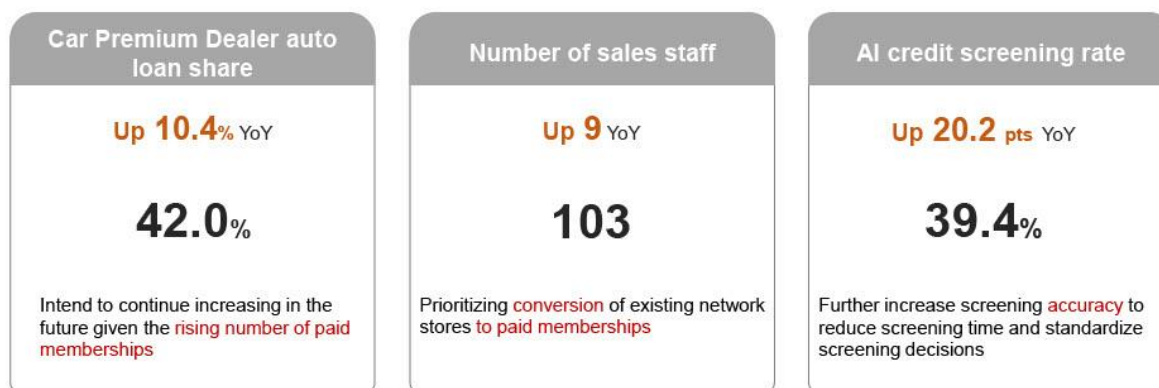 Car Premium Dealer auto
loan share
Up 10.4% YoY
42.0%
Intend to continue increasing in the
future given the rising number of paid
memberships
Number of sales staff
Up 9 YoY
103
Prioritizing conversion of existing network
stores to paid memberships
AI credit screening rate
Up 20.2 pts YoY
39.4%
Further increase screening accuracy to
reduce screening time and standardize
screening decisions